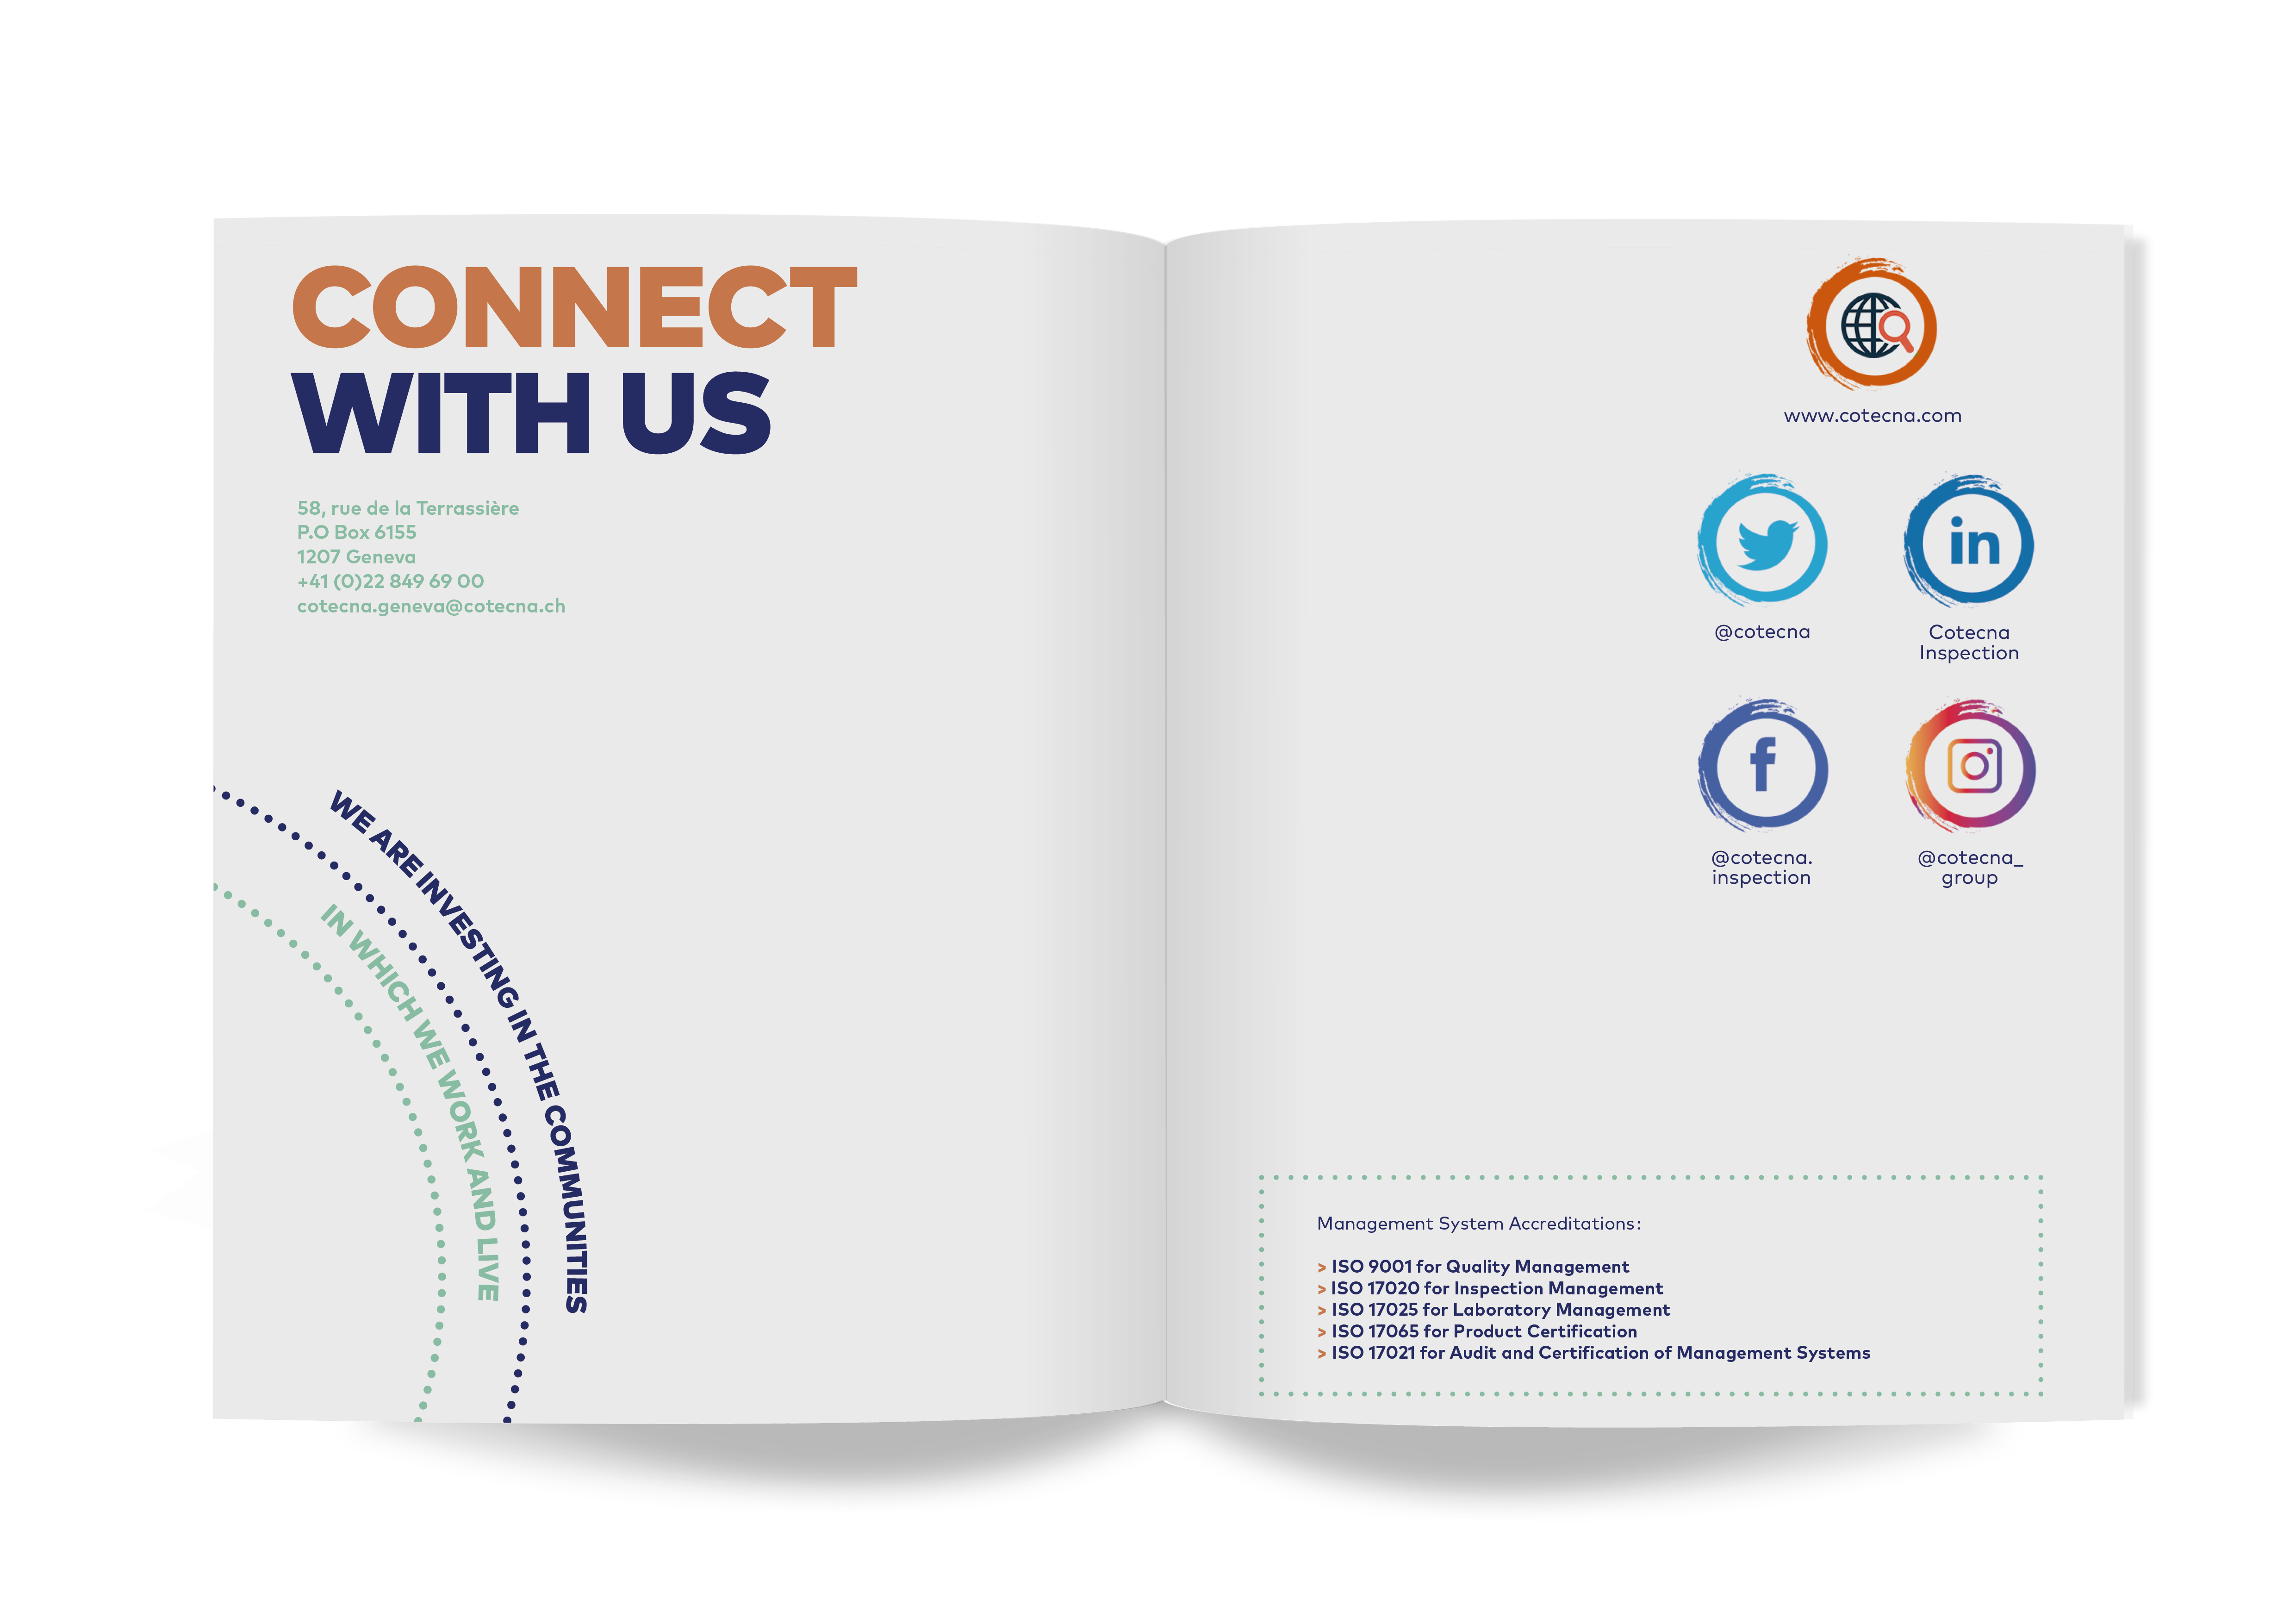 CONNECT
WITH US
58, rue de la Terrassière
P.O Box 6155
1207 Geneva
+41 (0)22 849 69 00
cotecna.geneva@cotecna.ch
WE ARE INVESTING IN THE COMMUNITIES
IN WHICH WE WORK AND LIVE
www.cotecna.com
@cotecna
Cotecna
Inspection
@cotecna.
inspection
@cotecna_
group
Management System Accreditations:
> ISO 9001 for Quality Management
> ISO 17020 for Inspection Management
> ISO 17025 for Laboratory Management
> ISO 17065 for Product Certification
> ISO 17021 for Audit and Certification of Management Systems